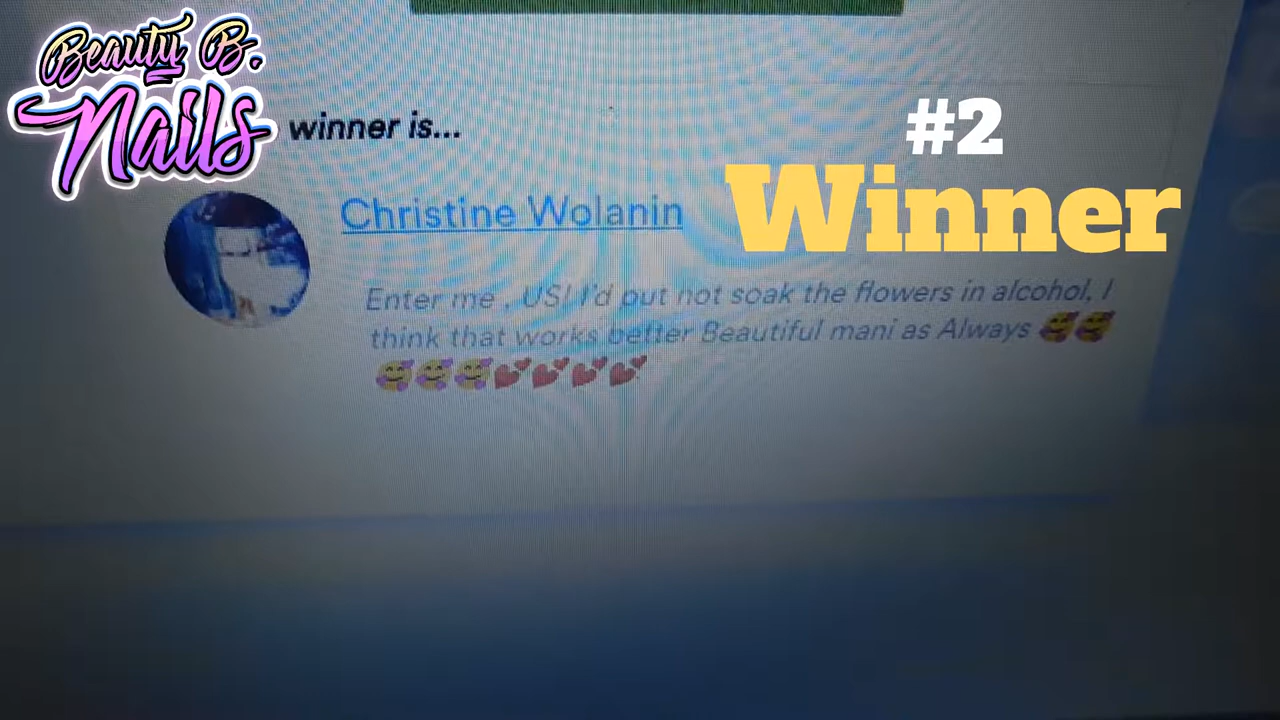 Beauty B.
Nails
winner is...
#2
Winner
Christine Wolanin
Enter me , US! I'd put not soak the flowers in alcohol, I
think that works better Beautiful mani as Always 🥰🥰
🥰🥰🥰💕💕💕💕